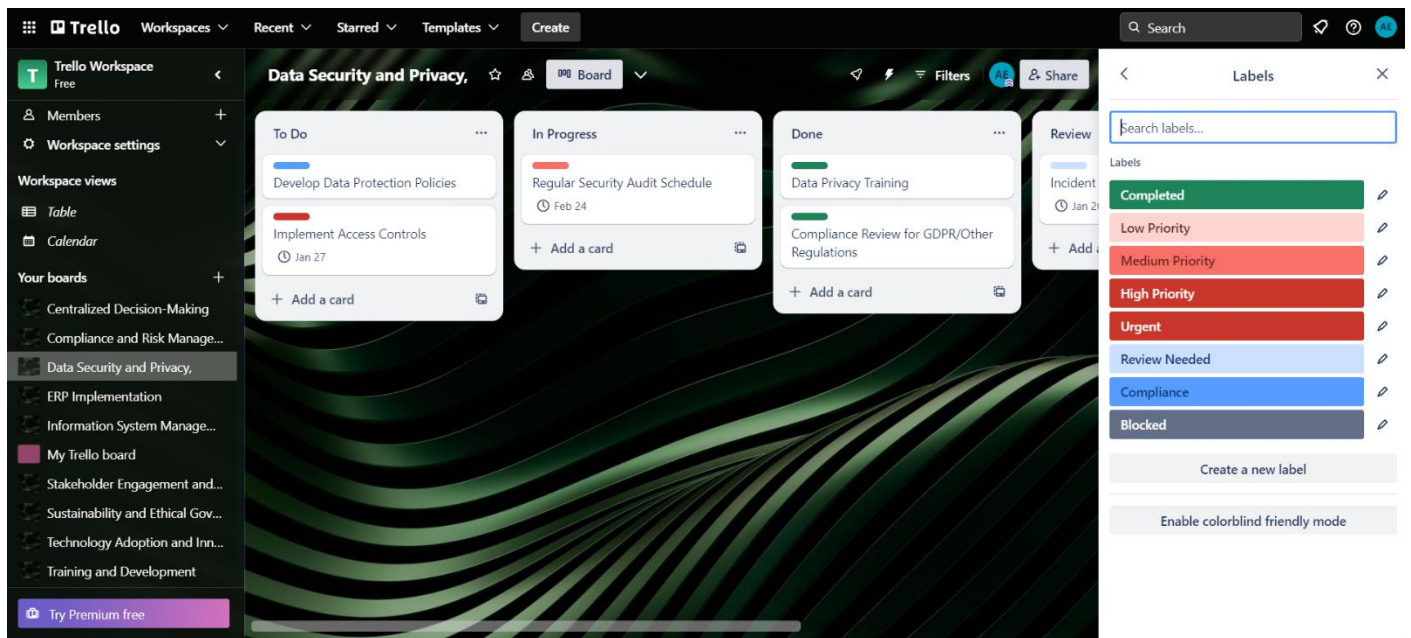 Trello
Workspaces
Recent
Starred
Templates
Create
Search
AE
T
Trello Workspace
Free
Members
Workspace settings
Workspace views
Table
Calendar
Your boards
Centralized Decision-Making
Compliance and Risk Manage...
Data Security and Privacy,
ERP Implementation
Information System Manage...
My Trello board
Stakeholder Engagement and...
Sustainability and Ethical Gov...
Technology Adoption and Inn...
Training and Development
Try Premium free
Data Security and Privacy,
Board
Filters
AE
Share
To Do
Develop Data Protection Policies
Implement Access Controls
Jan 27
+ Add a card
In Progress
Regular Security Audit Schedule
Feb 24
+ Add a card
Done
Data Privacy Training
Compliance Review for GDPR/Other
Regulations
+ Add a card
Review
Incident
Jan 2
+ Add
Labels
Search labels...
Labels
Completed
Low Priority
Medium Priority
High Priority
Urgent
Review Needed
Compliance
Blocked
Create a new label
Enable colorblind friendly mode